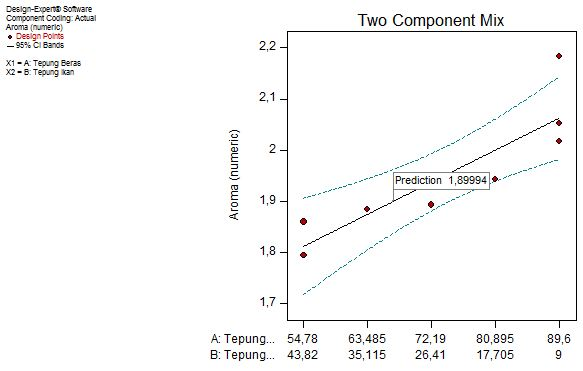 Design-Expert® Software
Component Coding: Actual
Aroma (numeric)
Design Points
95% CI Bands
X1 = A: Tepung Beras
X2 = B: Tepung Ikan
Two Component Mix
Aroma (numeric)
2,2
2,1
2
1,9
1,8
1,7
Prediction 1,89994
A: Tepung... 54,78 63,485 72,19 80,895 89,6
B: Tepung... 43,82 35,115 26,41 17,705 9